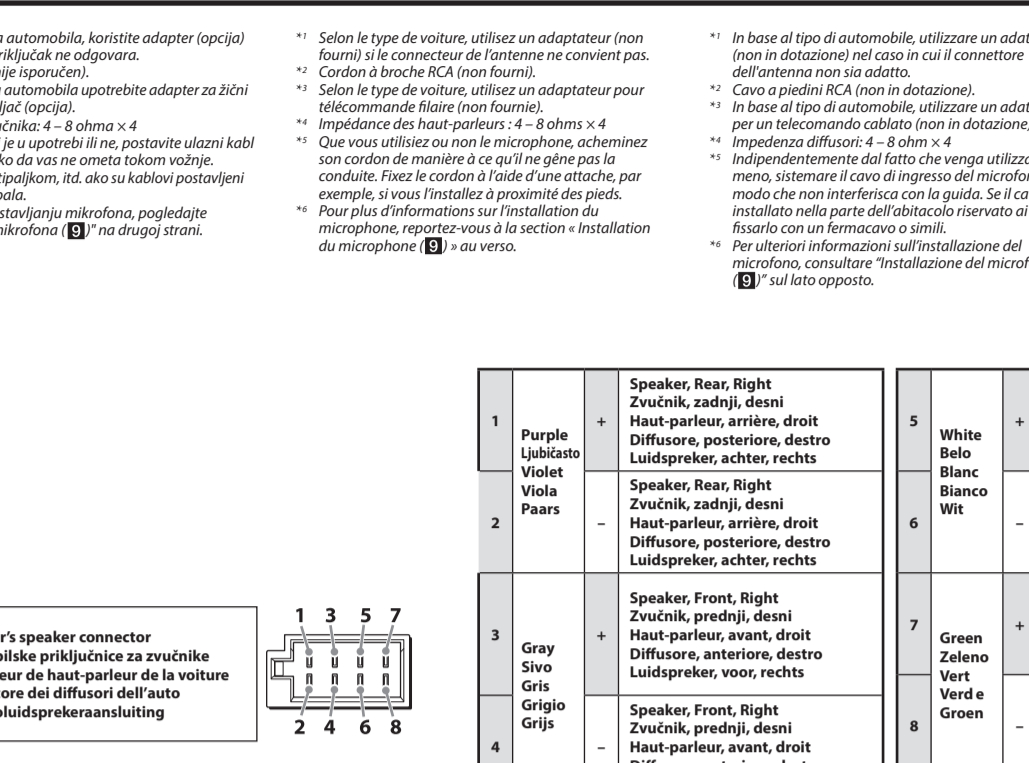 a automobila, koristite adapter (opcija)
riključak ne odgovara.
ije isporučen).
a automobila upotrebite adapter za žični
ljač (opcija).
učnika: 4 – 8 ohma × 4
i je u upotrebi ili ne, postavite ulazni kabl
ko da vas ne ometa tokom vožnje.
tipaljkom, itd. ako su kablovi postavljeni
pala.
stavljanju mikrofona, pogledajte
nikrofona (9)" na drugoj strani.
*1 Selon le type de voiture, utilisez un adaptateur (non
fourni) si le connecteur de l'antenne ne convient pas.
*2 Cordon à broche RCA (non fourni).
*3 Selon le type de voiture, utilisez un adaptateur pour
télécommande filaire (non fournie).
*4 Impédance des haut-parleurs : 4 – 8 ohms × 4
*5 Que vous utilisiez ou non le microphone, acheminez
son cordon de manière à ce qu'il ne gêne pas la
conduite. Fixez le cordon à l'aide d'une attache, par
exemple, si vous l'installez à proximité des pieds.
*6 Pour plus d'informations sur l'installation du
microphone, reportez-vous à la section « Installation
du microphone (9) » au verso.
*1 In base al tipo di automobile, utilizzare un adat
(non in dotazione) nel caso in cui il connettore
dell'antenna non sia adatto.
*2 Cavo a piedini RCA (non in dotazione).
*3 In base al tipo di automobile, utilizzare un adat
per un telecomando cablato (non in dotazione)
*4 Impedenza diffusori: 4 – 8 ohm × 4
*5 Indipendentemente dal fatto che venga utilizza
meno, sistemare il cavo di ingresso del microfor
modo che non interferisca con la guida. Se il ca
installato nella parte dell'abitacolo riservato ai
fissarlo con un fermacavo o simili.
*6 Per ulteriori informazioni sull'installazione del
microfono, consultare “Installazione del microf
(9)” sul lato opposto.
1
Purple
Ljubičasto
Violet
Viola
Paars
+
Speaker, Rear, Right
Zvučnik, zadnji, desni
Haut-parleur, arrière, droit
Diffusore, posteriore, destro
Luidspreker, achter, rechts
2
–
Speaker, Rear, Right
Zvučnik, zadnji, desni
Haut-parleur, arrière, droit
Diffusore, posteriore, destro
Luidspreker, achter, rechts
3
Gray
Sivo
Gris
Grigio
Grijs
+
Speaker, Front, Right
Zvučnik, prednji, desni
Haut-parleur, avant, droit
Diffusore, anteriore, destro
Luidspreker, voor, rechts
4
–
Speaker, Front, Right
Zvučnik, prednji, desni
Haut-parleur, avant, droit
5
White
Belo
Blanc
Bianco
Wit
+
6
–
7
Green
Zeleno
Vert
Verd e
Groen
+
8
–
r's speaker connector
bilske priključnice za zvučnike
eur de haut-parleur de la voiture
tore dei diffusori dell'auto
oluidsprekeraansluiting
1 3 5 7
2 4 6 8